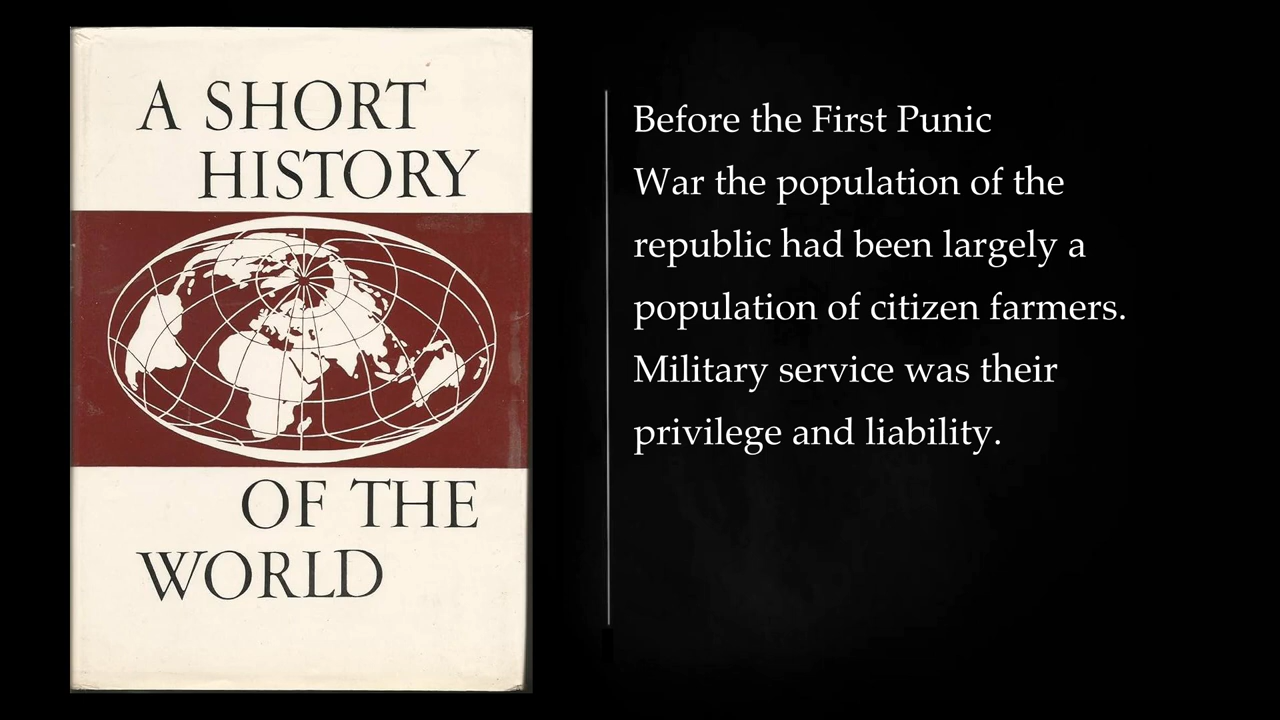 A SHORT
HISTORY
OF THE
WORLD
Before the First Punic
War the population of the
republic had been largely a
population of citizen farmers.
Military service was their
privilege and liability.